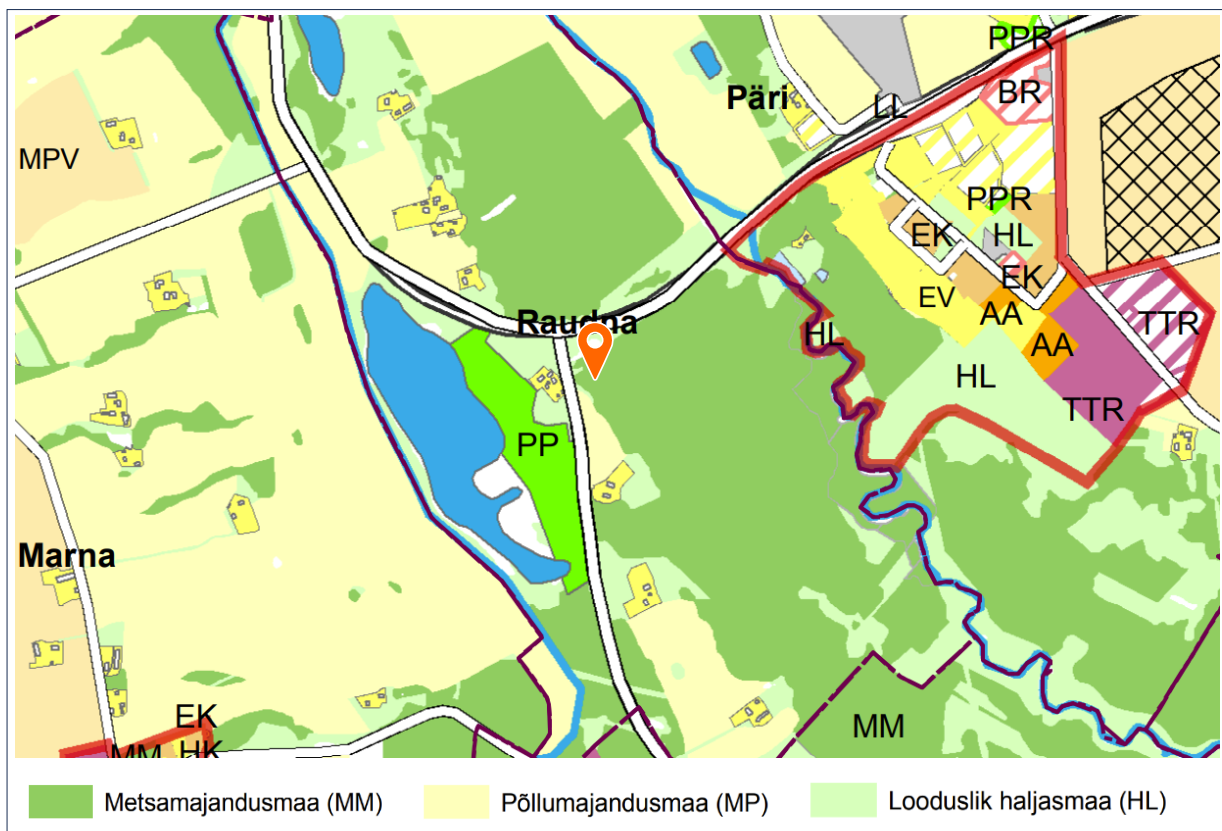 PPR
BR
LL
Päri
MPV
PPR
EK
HL
EK
EV
AA
Raudna
HL
TTR
AA
HL
TTR
PP
Marna
EK
MM
HK
MM
Metsamajandusmaa (MM)
Põllumajandusmaa (MP)
Looduslik haljasmaa (HL)